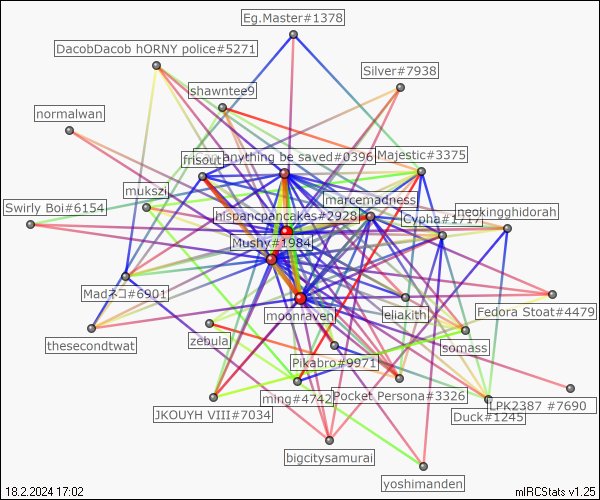 Eg.Master#1378
DacobDacob hORNY police#5271
Silver#7938
shawntee9
normalwan
frisout
anything be saved#0396
Majestic#3375
mukszi
marcemadness
Swirly Boi#6154
hispancpancakes#2928
Cypha#1717
neokinghidorah
Mushy#1984
Madネコ#6901
moonraven
eliakith
Fedora Stoat#4479
thesecondtwat
zebula
somass
Pikabro#9971
JKOUYH VIII#7034
ming#4742
Pocket Persona#3326
LPK2387 #7690
Duck#1245
bigcitysamurai
yoshimanden
18.2.2024 17:02
mIRCStats v1.25